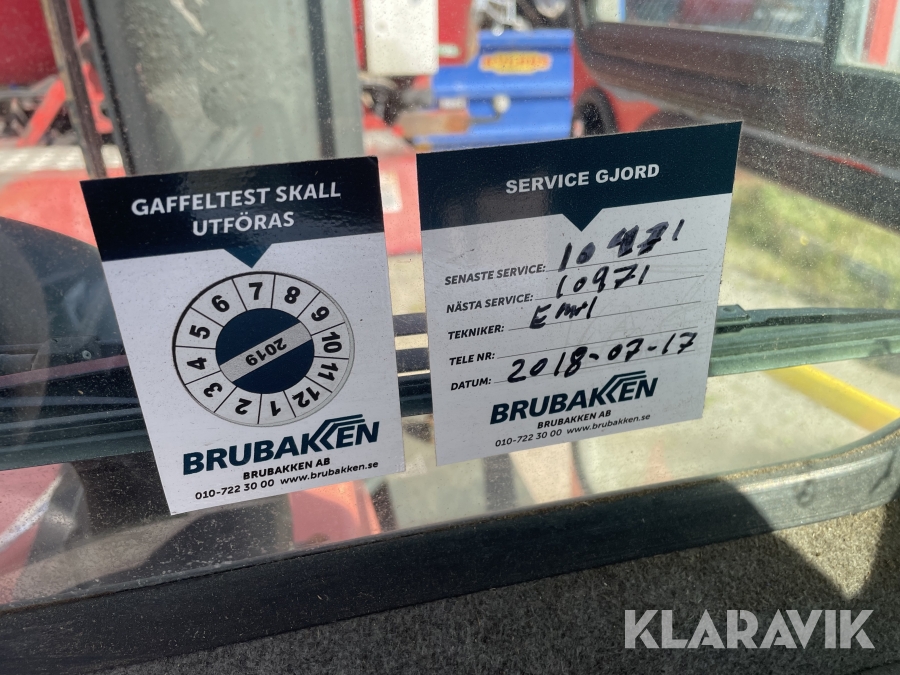 GAFFELTEST SKALL
UTFÖRAS
1 2 3 4 5 6 7 8 9 10 11 12
2019
BRUBAKKEN
BRUBAKKEN AB
010-722 30 00 www.brubakken.se
SERVICE GJORD
SENASTE SERVICE: 10471
NÄSTA SERVICE: 10971
TEKNIKER: Emil
TELE NR:
DATUM: 2018-07-17
BRUBAKKEN
BRUBAKKEN AB
010-722 30 00 www.brubakken.se
KLARAVIK